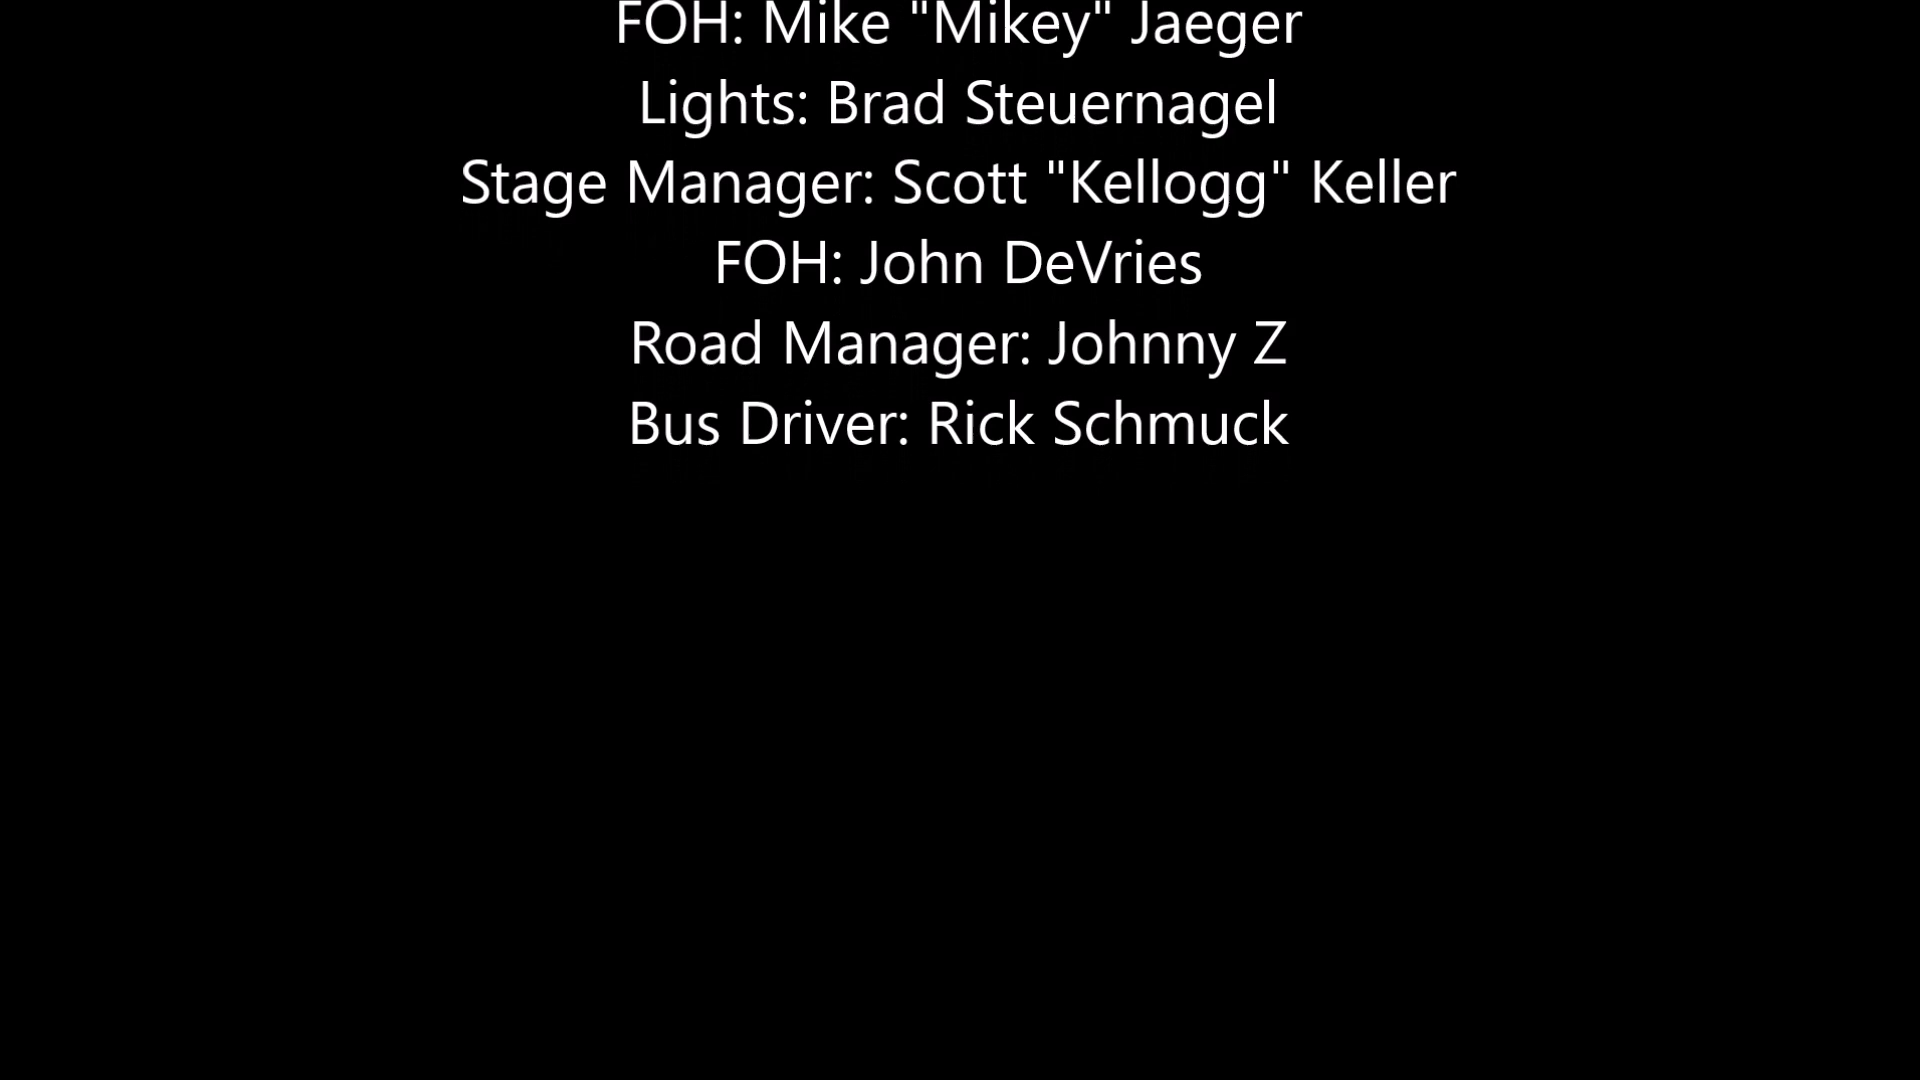 FOH: Mike "Mikey" Jaeger
Lights: Brad Steuernagel
Stage Manager: Scott "Kellogg" Keller
FOH: John DeVries
Road Manager: Johnny Z
Bus Driver: Rick Schmuck